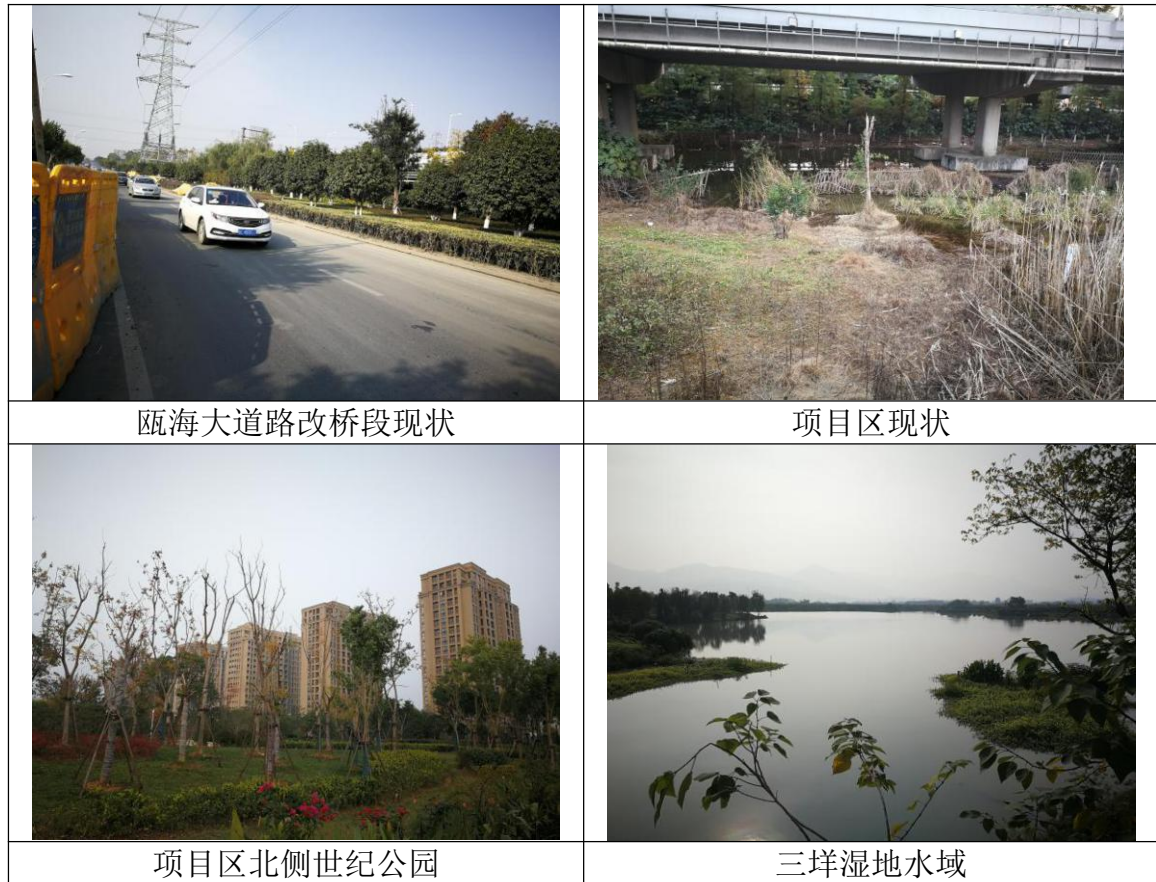 瓯海大道路改桥段现状
项目区现状
项目区北侧世纪公园
三垟湿地水域